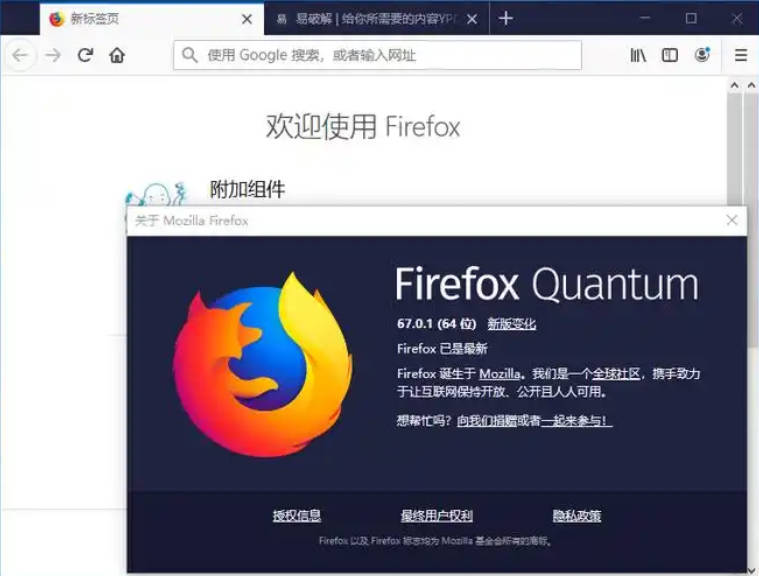 新标签页
易破解 | 给你所需要的内容YPO
使用 Google 搜索，或者输入网址
欢迎使用 Firefox
附加组件
关于 Mozilla Firefox
Firefox Quantum
67.0.1 (64 位) 新版变化
Firefox 已是最新
Firefox 诞生于 Mozilla。我们是一个全球社区，携手致力
于让互联网保持开放、公开且人人可用。
想帮忙吗？向我们捐赠或者一起来参与！
授权信息 最终用户权利 隐私政策
Firefox 以及 Firefox 标志均为 Mozilla 基金会所有的商标。